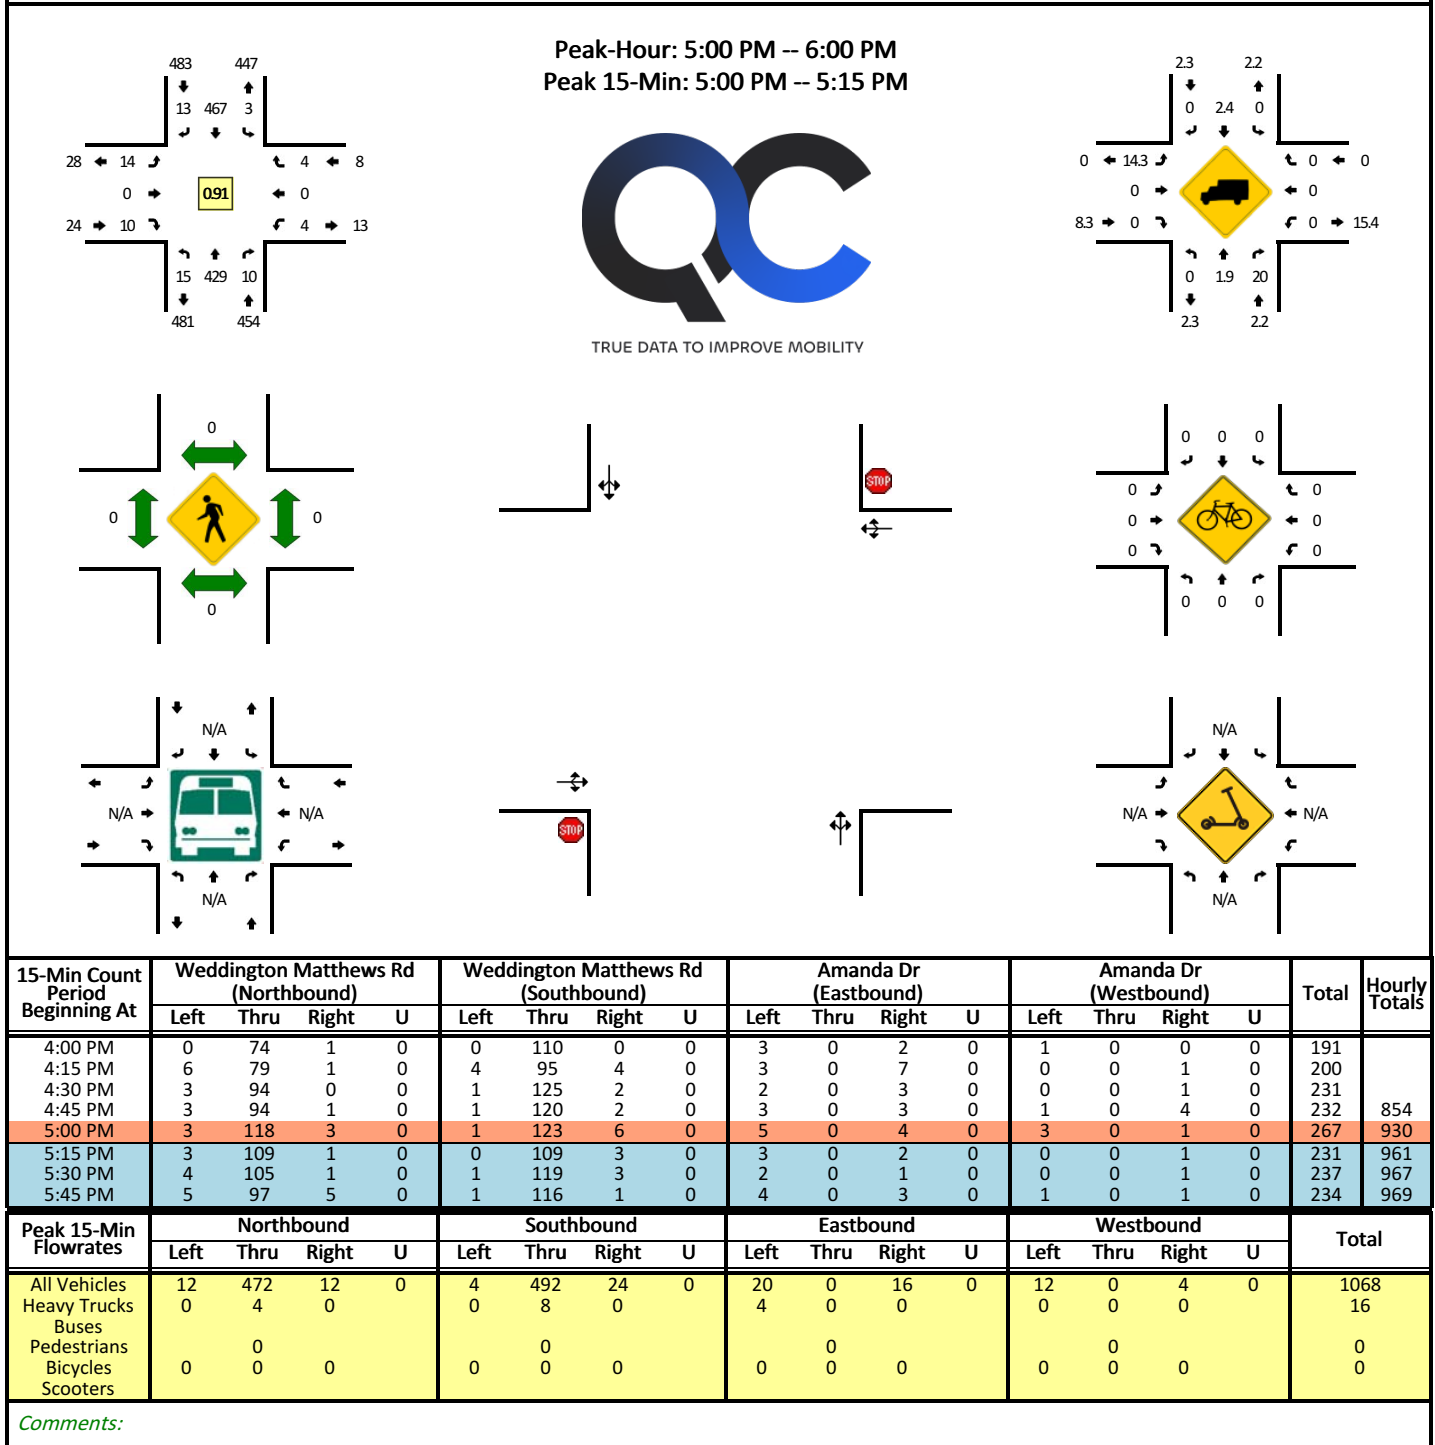 Peak-Hour: 5:00 PM -- 6:00 PM
Peak 15-Min: 5:00 PM -- 5:15 PM
483 447
13 467 3
28 14 4 8
0 0.91 0
24 10 4 13
15 429 10
481 454
QC
TRUE DATA TO IMPROVE MOBILITY
2.3 2.2
0 2.4 0
0 14.3 0 0
0 0
8.3 0 0 15.4
0 1.9 20
2.3 2.2
0
0 0
0
STOP
STOP
0 0 0
0 0
0 0
0 0
0 0 0
N/A
N/A N/A
N/A
N/A
N/A N/A
N/A
15-Min Count Period Beginning At Weddington Matthews Rd (Northbound) Weddington Matthews Rd (Southbound) Amanda Dr (Eastbound) Amanda Dr (Westbound) Total Hourly Totals
Left Thru Right U Left Thru Right U Left Thru Right U Left Thru Right U
4:00 PM 0 74 1 0 0 110 0 0 3 0 2 0 1 0 0 0 191
4:15 PM 6 79 1 0 4 95 4 0 3 0 7 0 0 0 1 0 200
4:30 PM 3 94 0 0 1 125 2 0 2 0 3 0 0 0 1 0 231
4:45 PM 3 94 1 0 1 120 2 0 3 0 3 0 1 0 4 0 232 854
5:00 PM 3 118 3 0 1 123 6 0 5 0 4 0 3 0 1 0 267 930
5:15 PM 3 109 1 0 0 109 3 0 3 0 2 0 0 0 1 0 231 961
5:30 PM 4 105 1 0 1 119 3 0 2 0 1 0 0 0 1 0 237 967
5:45 PM 5 97 5 0 1 116 1 0 4 0 3 0 1 0 1 0 234 969
Peak 15-Min Flowrates Northbound Southbound Eastbound Westbound Total
Left Thru Right U Left Thru Right U Left Thru Right U Left Thru Right U
All Vehicles 12 472 12 0 4 492 24 0 20 0 16 0 12 0 4 0 1068
Heavy Trucks 0 4 0 0 8 0 4 0 0 0 0 0 16
Buses
Pedestrians 0 0 0 0 0
Bicycles 0 0 0 0 0 0 0 0 0 0 0 0 0
Scooters
Comments: